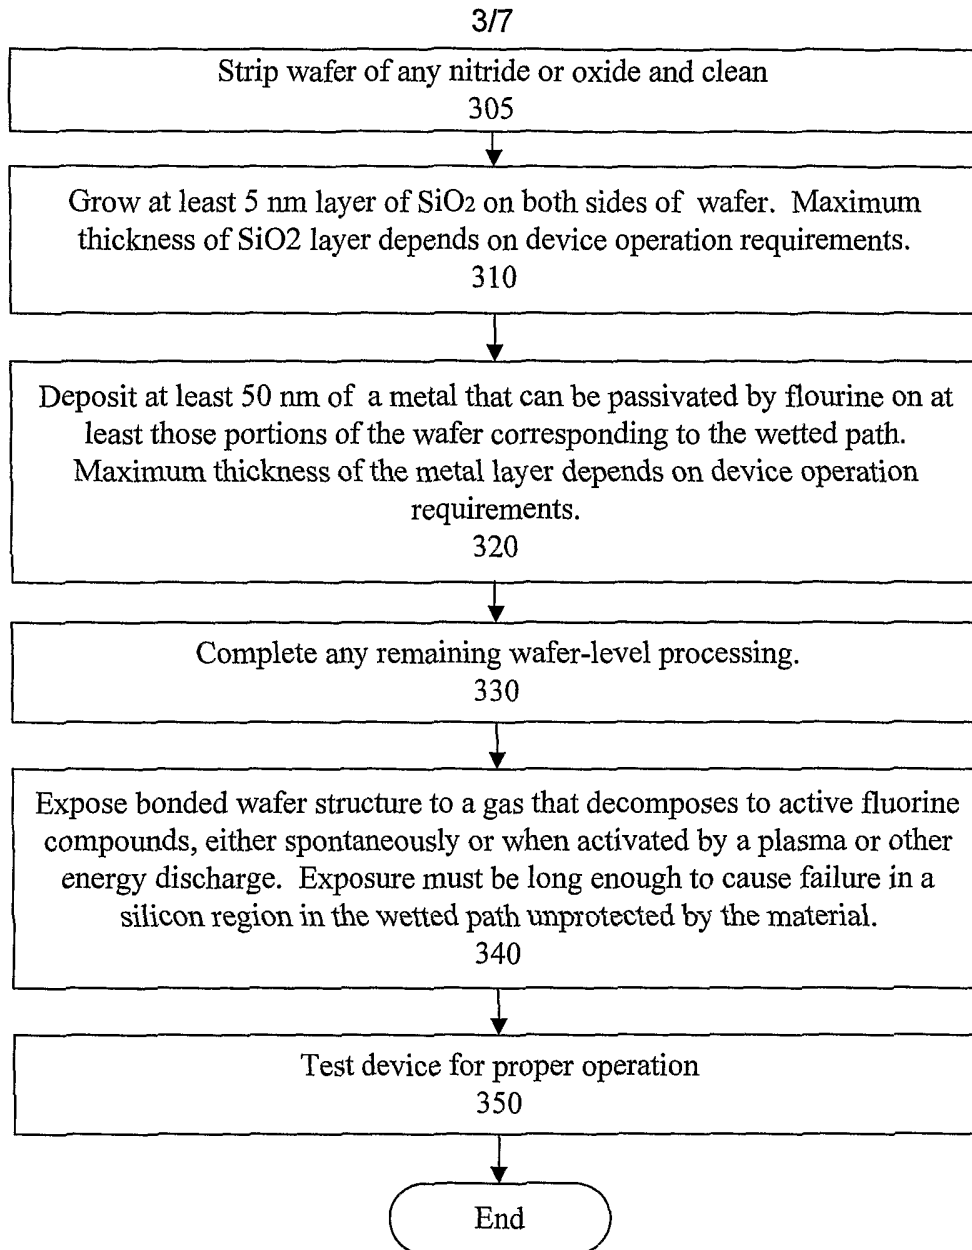 3/7
Strip wafer of any nitride or oxide and clean
305
Grow at least 5 nm layer of SiO2 on both sides of wafer. Maximum
thickness of SiO2 layer depends on device operation requirements.
310
Deposit at least 50 nm of a metal that can be passivated by flourine on at
least those portions of the wafer corresponding to the wetted path.
Maximum thickness of the metal layer depends on device operation
requirements.
320
Complete any remaining wafer-level processing.
330
Expose bonded wafer structure to a gas that decomposes to active fluorine
compounds, either spontaneously or when activated by a plasma or other
energy discharge. Exposure must be long enough to cause failure in a
silicon region in the wetted path unprotected by the material.
340
Test device for proper operation
350
End